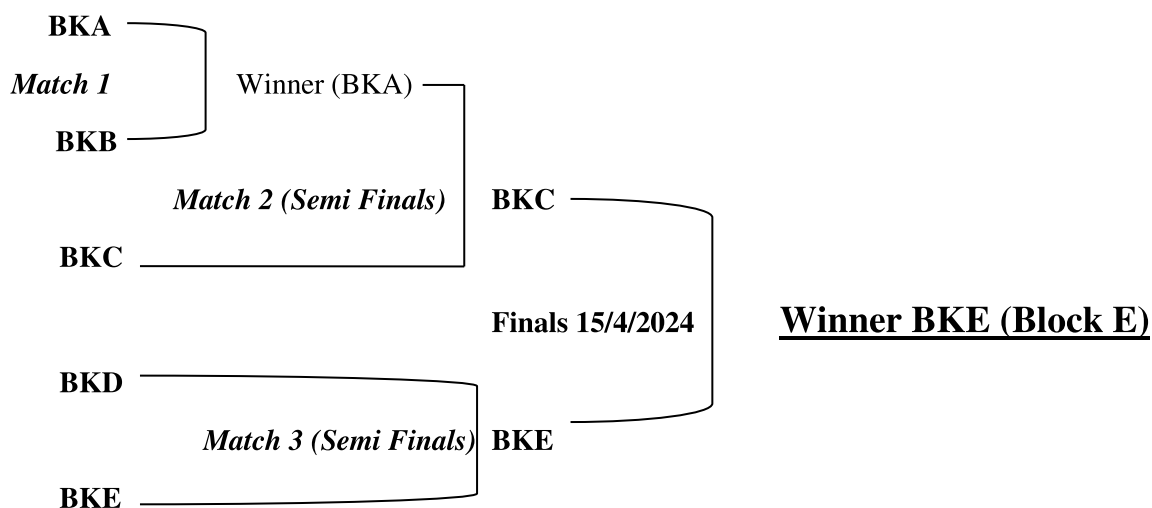 BKA
Match 1
Winner (BKA)
BKB
Match 2 (Semi Finals)
BKC
BKC
Finals 15/4/2024
Winner BKE (Block E)
BKD
Match 3 (Semi Finals)
BKE
BKE